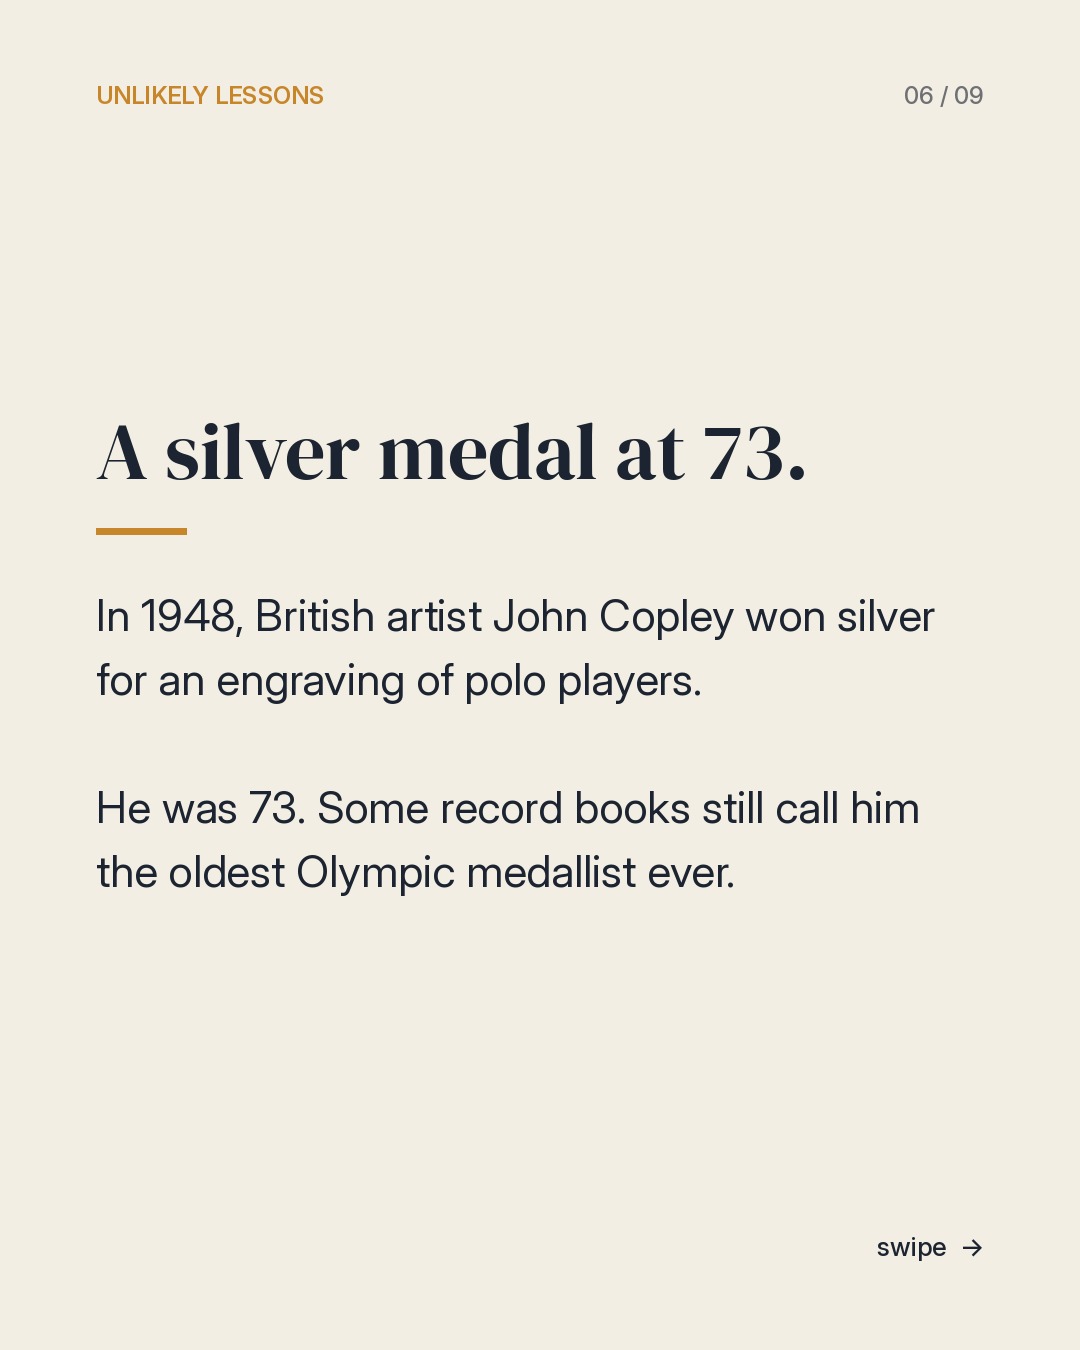 UNLIKELY LESSONS
06 / 09
A silver medal at 73.
In 1948, British artist John Copley won silver
for an engraving of polo players.
He was 73. Some record books still call him
the oldest Olympic medallist ever.
swipe →